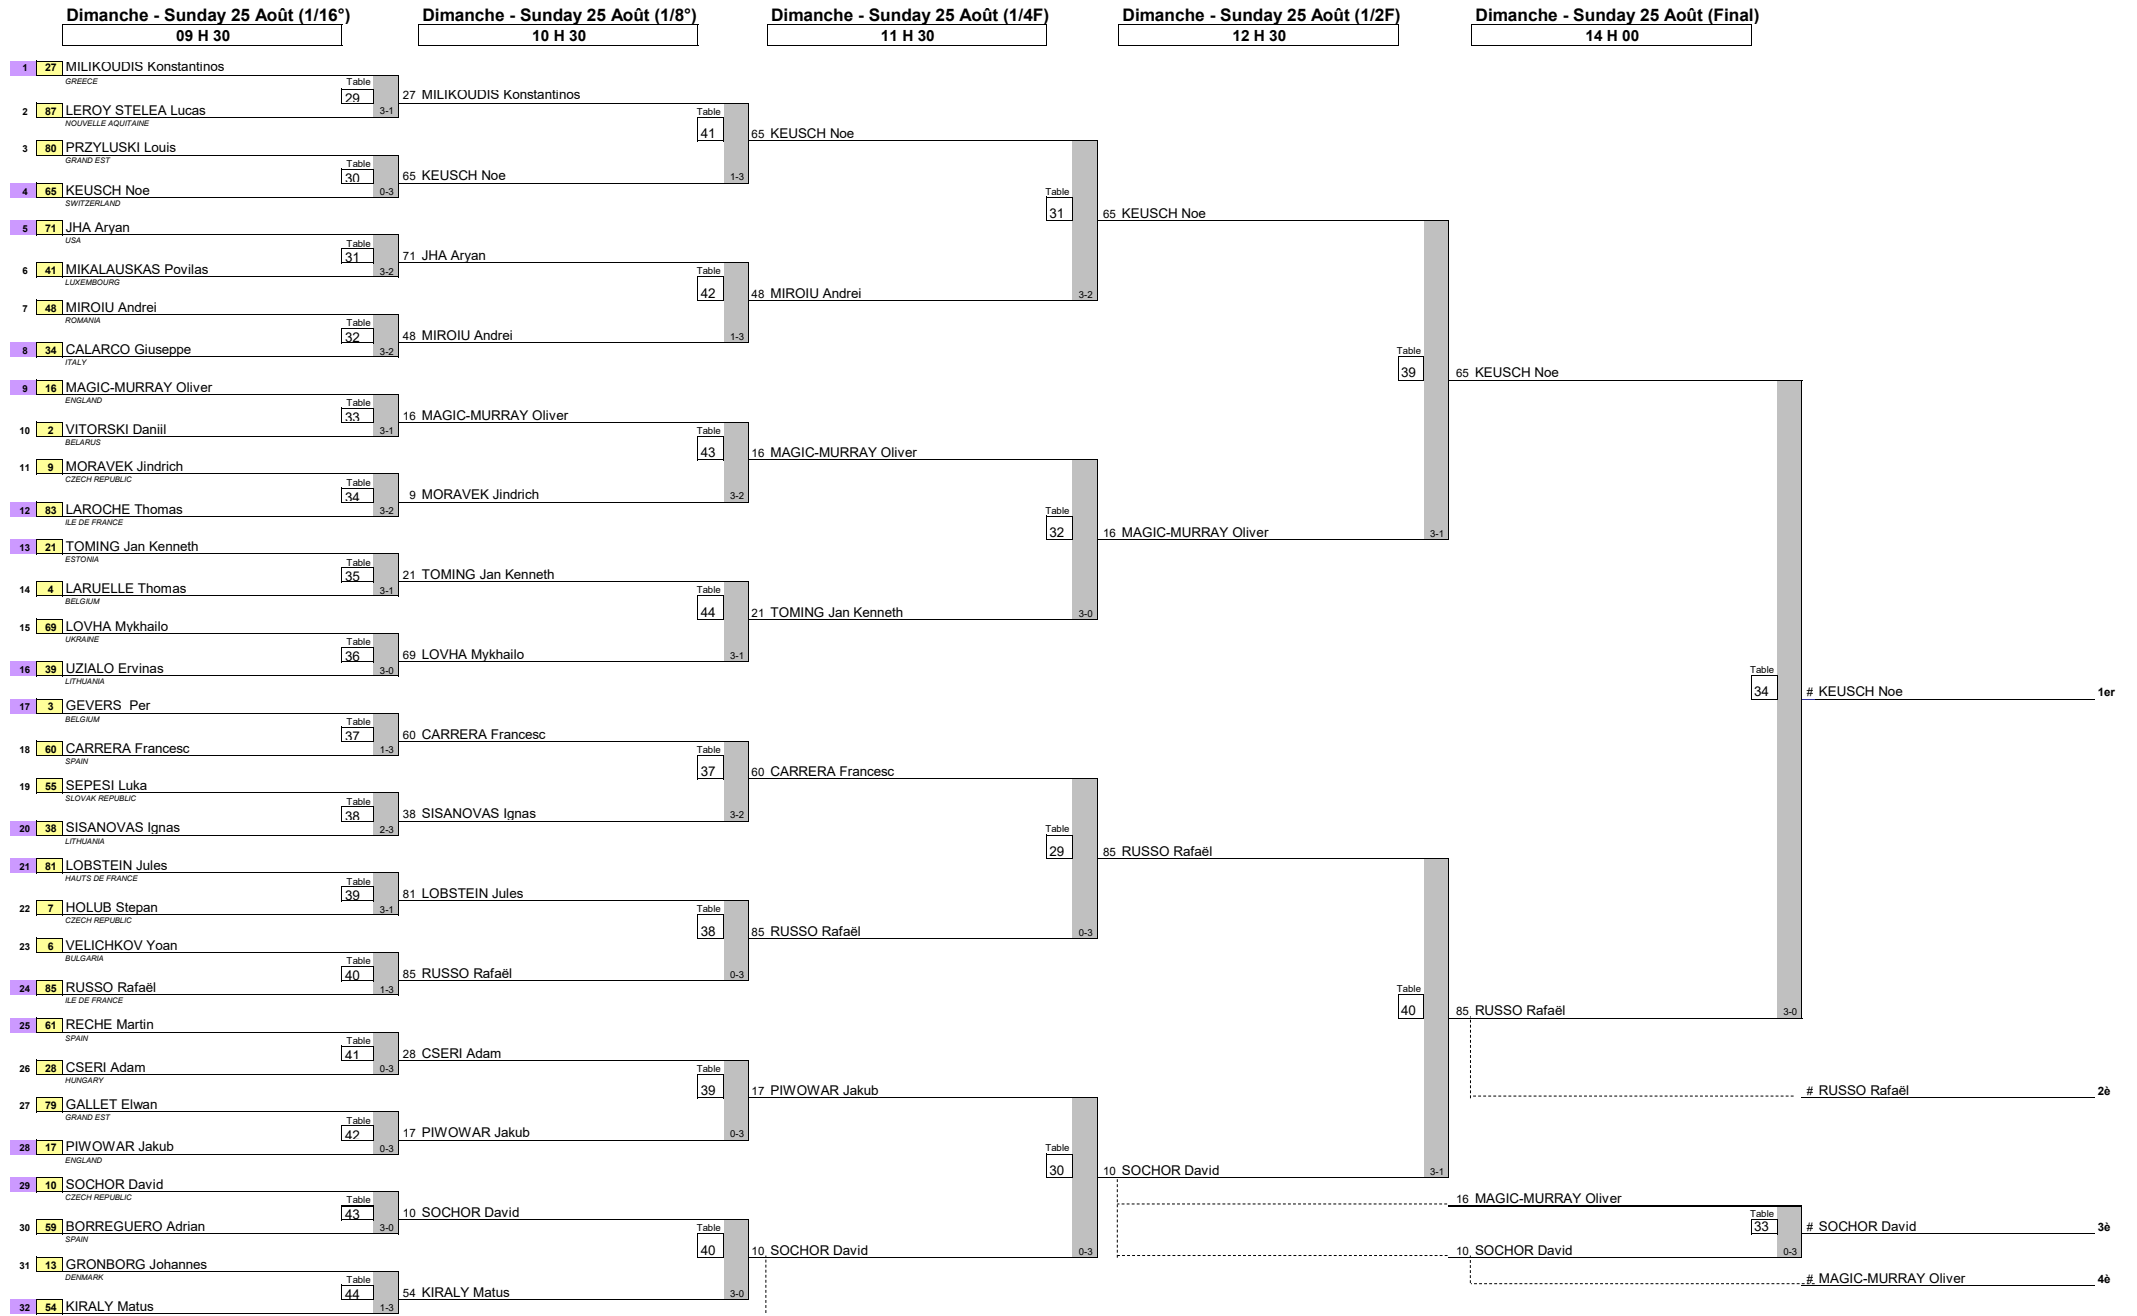 Dimanche - Sunday 25 Août (1/16°) Dimanche - Sunday 25 Août (1/8°) Dimanche - Sunday 25 Août (1/4F) Dimanche - Sunday 25 Août (1/2F) Dimanche - Sunday 25 Août (Final)
09 H 30 10 H 30 11 H 30 12 H 30 14 H 00
1 27 MILIKOUDIS Konstantinos
GREECE Table
29 27 MILIKOUDIS Konstantinos
2 87 LEROY STELEA Lucas 3-1 Table
NOUVELLE AQUITAINE
41 65 KEUSCH Noe
3 80 PRZYLUSKI Louis
GRAND EST Table
30 65 KEUSCH Noe 1-3
4 65 KEUSCH Noe 0-3 Table
SWITZERLAND
31 65 KEUSCH Noe
5 71 JHA Aryan
USA Table
31 71 JHA Aryan
6 41 MIKALAUSKAS Povilas 3-2 Table
LUXEMBOURG
42 48 MIROIU Andrei 3-2
7 48 MIROIU Andrei
ROMANIA Table
32 48 MIROIU Andrei 1-3
8 34 CALARCO Giuseppe 3-2 Table
ITALY
39 65 KEUSCH Noe
9 16 MAGIC-MURRAY Oliver
ENGLAND Table
33 16 MAGIC-MURRAY Oliver
10 2 VITORSKI Daniil 3-1 Table
BELARUS
43 16 MAGIC-MURRAY Oliver
11 9 MORAVEK Jindrich
CZECH REPUBLIC Table
34 9 MORAVEK Jindrich 3-2
12 83 LAROCHE Thomas 3-2 Table
ILE DE FRANCE
32 16 MAGIC-MURRAY Oliver 3-1
13 21 TOMING Jan Kenneth
ESTONIA Table
35 21 TOMING Jan Kenneth
14 4 LARUELLE Thomas 3-1 Table
BELGIUM
44 21 TOMING Jan Kenneth 3-0
15 69 LOVHA Mykhailo
UKRAINE Table
36 69 LOVHA Mykhailo 3-1
16 39 UZIALO Ervinas 3-0 Table
LITHUANIA
34 # KEUSCH Noe 1er
17 3 GEVERS Per
BELGIUM Table
37 60 CARRERA Francesc
18 60 CARRERA Francesc 1-3 Table
SPAIN
37 60 CARRERA Francesc
19 55 SEPESI Luka
SLOVAK REPUBLIC Table
38 38 SISANOVAS Ignas 3-2
20 38 SISANOVAS Ignas 2-3 Table
LITHUANIA
29 85 RUSSO Rafaël
21 81 LOBSTEIN Jules
HAUTS DE FRANCE Table
39 81 LOBSTEIN Jules
22 7 HOLUB Stepan 3-1 Table
CZECH REPUBLIC
38 85 RUSSO Rafaël 0-3
23 6 VELICHKOV Yoan
BULGARIA Table
40 85 RUSSO Rafaël 0-3
24 85 RUSSO Rafaël 1-3 Table
ILE DE FRANCE
40 85 RUSSO Rafaël 3-0
25 61 RECHE Martin
SPAIN Table
41 28 CSERI Adam
26 28 CSERI Adam 0-3 Table
HUNGARY
39 17 PIWOWAR Jakub # RUSSO Rafaël 2è
27 79 GALLET Elwan
GRAND EST Table
42 17 PIWOWAR Jakub 0-3
28 17 PIWOWAR Jakub 0-3 Table
ENGLAND
30 10 SOCHOR David 3-1
29 10 SOCHOR David
CZECH REPUBLIC Table 16 MAGIC-MURRAY Oliver
43 10 SOCHOR David Table
30 59 BORREGUERO Adrian 3-0 Table 33 # SOCHOR David 3è
SPAIN
40 10 SOCHOR David 0-3 10 SOCHOR David 0-3
31 13 GRONBORG Johannes
DENMARK Table # MAGIC-MURRAY Oliver 4è
44 54 KIRALY Matus 3-0
32 54 KIRALY Matus 1-3